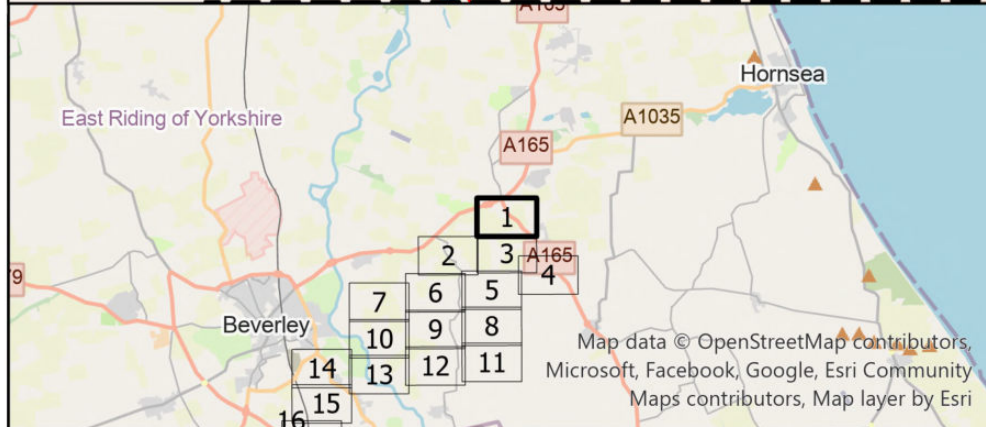 A165
Hornsea
East Riding of Yorkshire
A1035
A165
1
2
3
A165
4
5
6
7
8
9
10
11
12
13
14
15
16
Beverley
Map data © OpenStreetMap contributors,
Microsoft, Facebook, Google, Esri Community
Maps contributors, Map layer by Esri